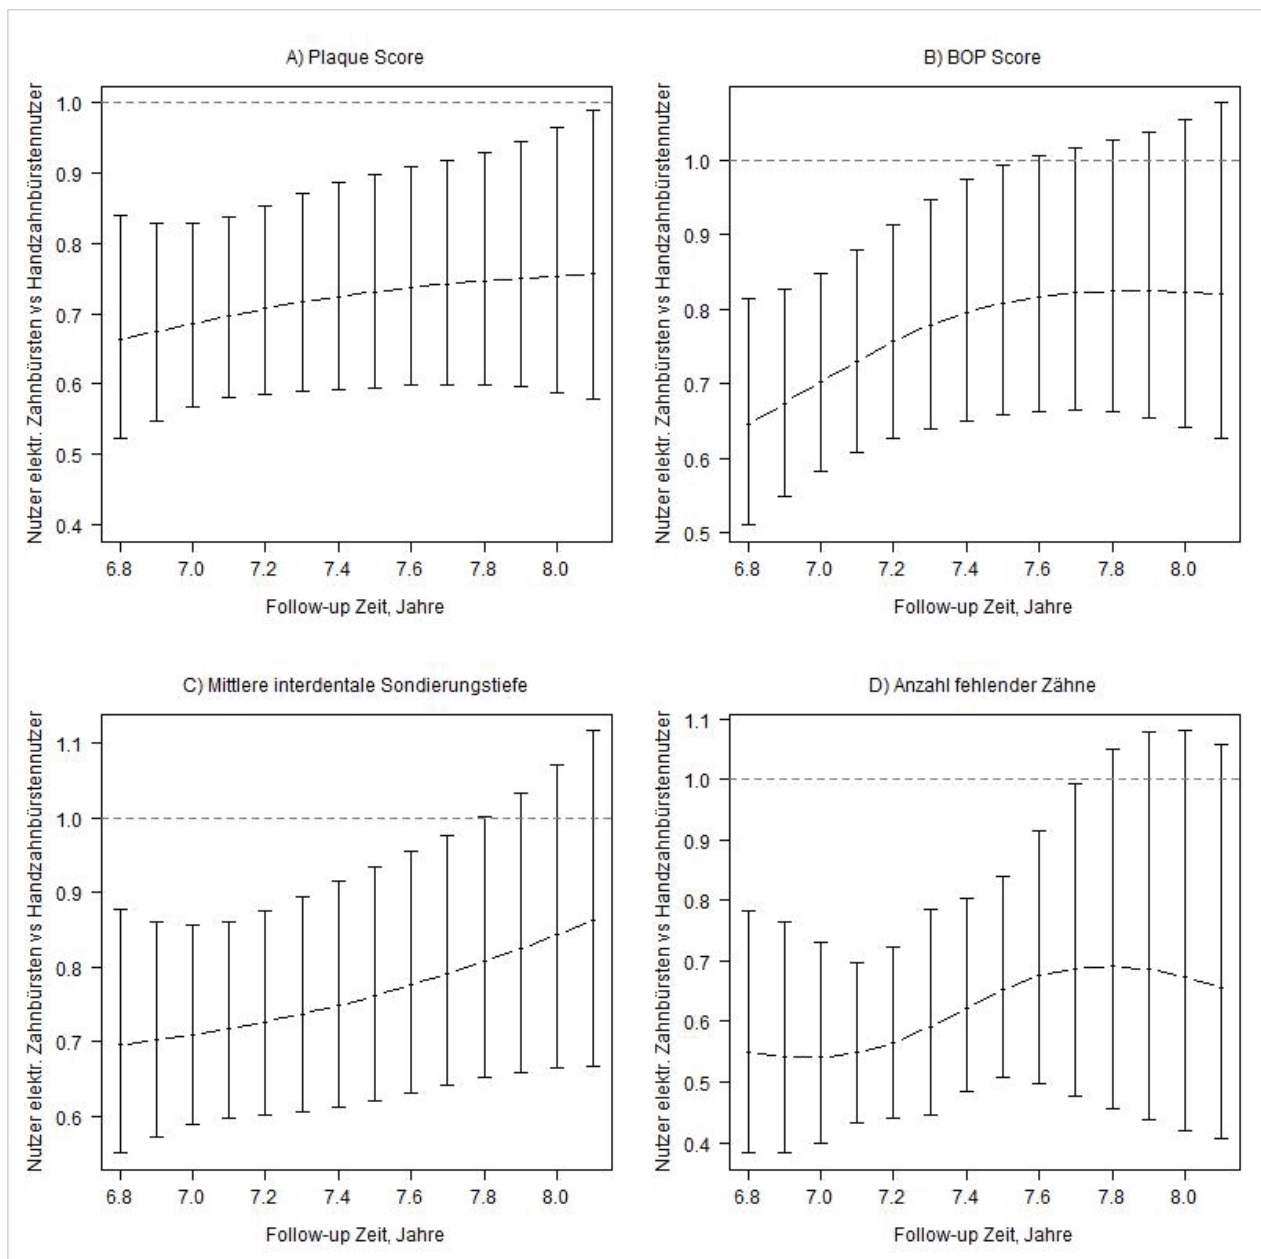 A) Plaque Score
Nutzer elektr. Zahnbürsten vs Handzahnbürstennutzer
1.0
0.9
0.8
0.7
0.6
0.5
0.4
6.8 7.0 7.2 7.4 7.6 7.8 8.0
Follow-up Zeit, Jahre
B) BOP Score
Nutzer elektr. Zahnbürsten vs Handzahnbürstennutzer
1.0
0.9
0.8
0.7
0.6
0.5
6.8 7.0 7.2 7.4 7.6 7.8 8.0
Follow-up Zeit, Jahre
C) Mittlere interdentale Sondierungstiefe
Nutzer elektr. Zahnbürsten vs Handzahnbürstennutzer
1.1
1.0
0.9
0.8
0.7
0.6
6.8 7.0 7.2 7.4 7.6 7.8 8.0
Follow-up Zeit, Jahre
D) Anzahl fehlender Zähne
Nutzer elektr. Zahnbürsten vs Handzahnbürstennutzer
1.1
1.0
0.9
0.8
0.7
0.6
0.5
0.4
6.8 7.0 7.2 7.4 7.6 7.8 8.0
Follow-up Zeit, Jahre